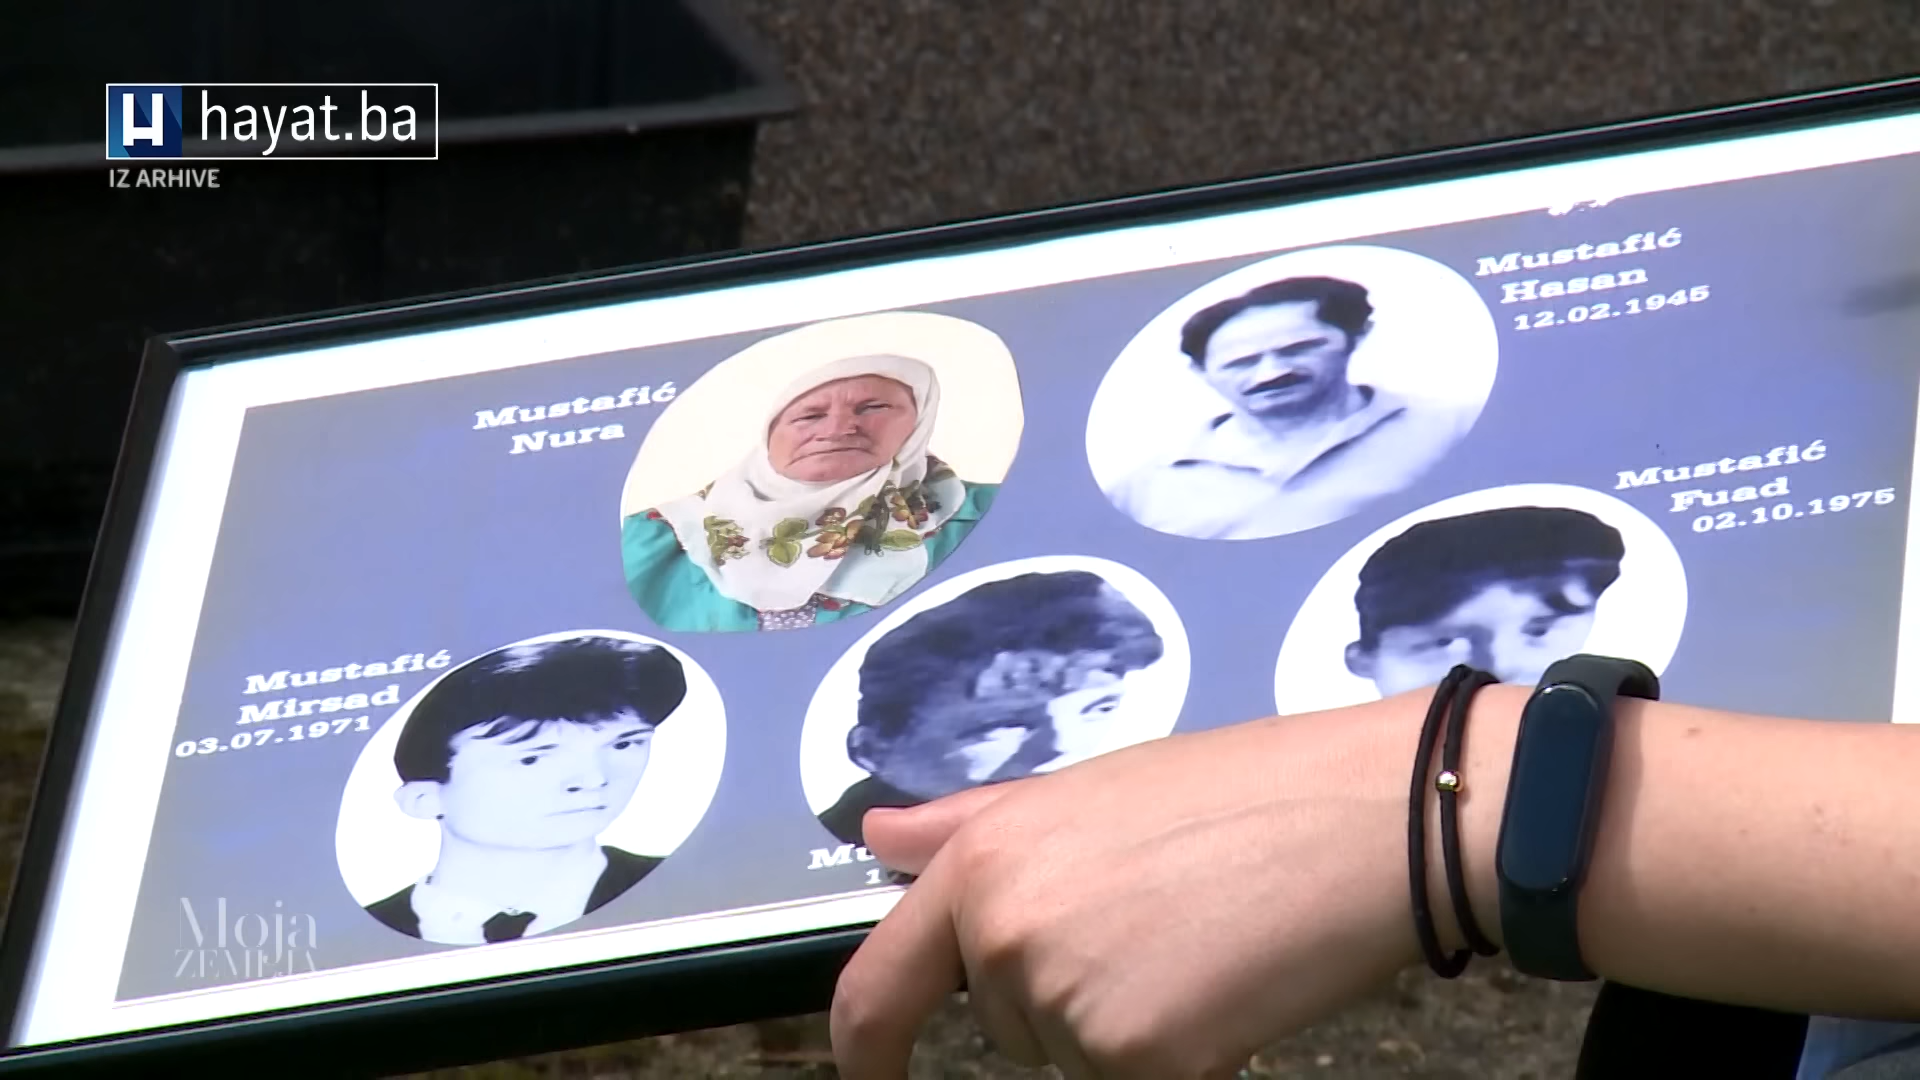 hayat.ba
IZ ARHIVE
Mustafić
Hasan
12.02.1945
Mustafić
Nura
Mustafić
Fuad
02.10.1975
Mustafić
Mirsad
03.07.1971
Moja
ZEMLJA